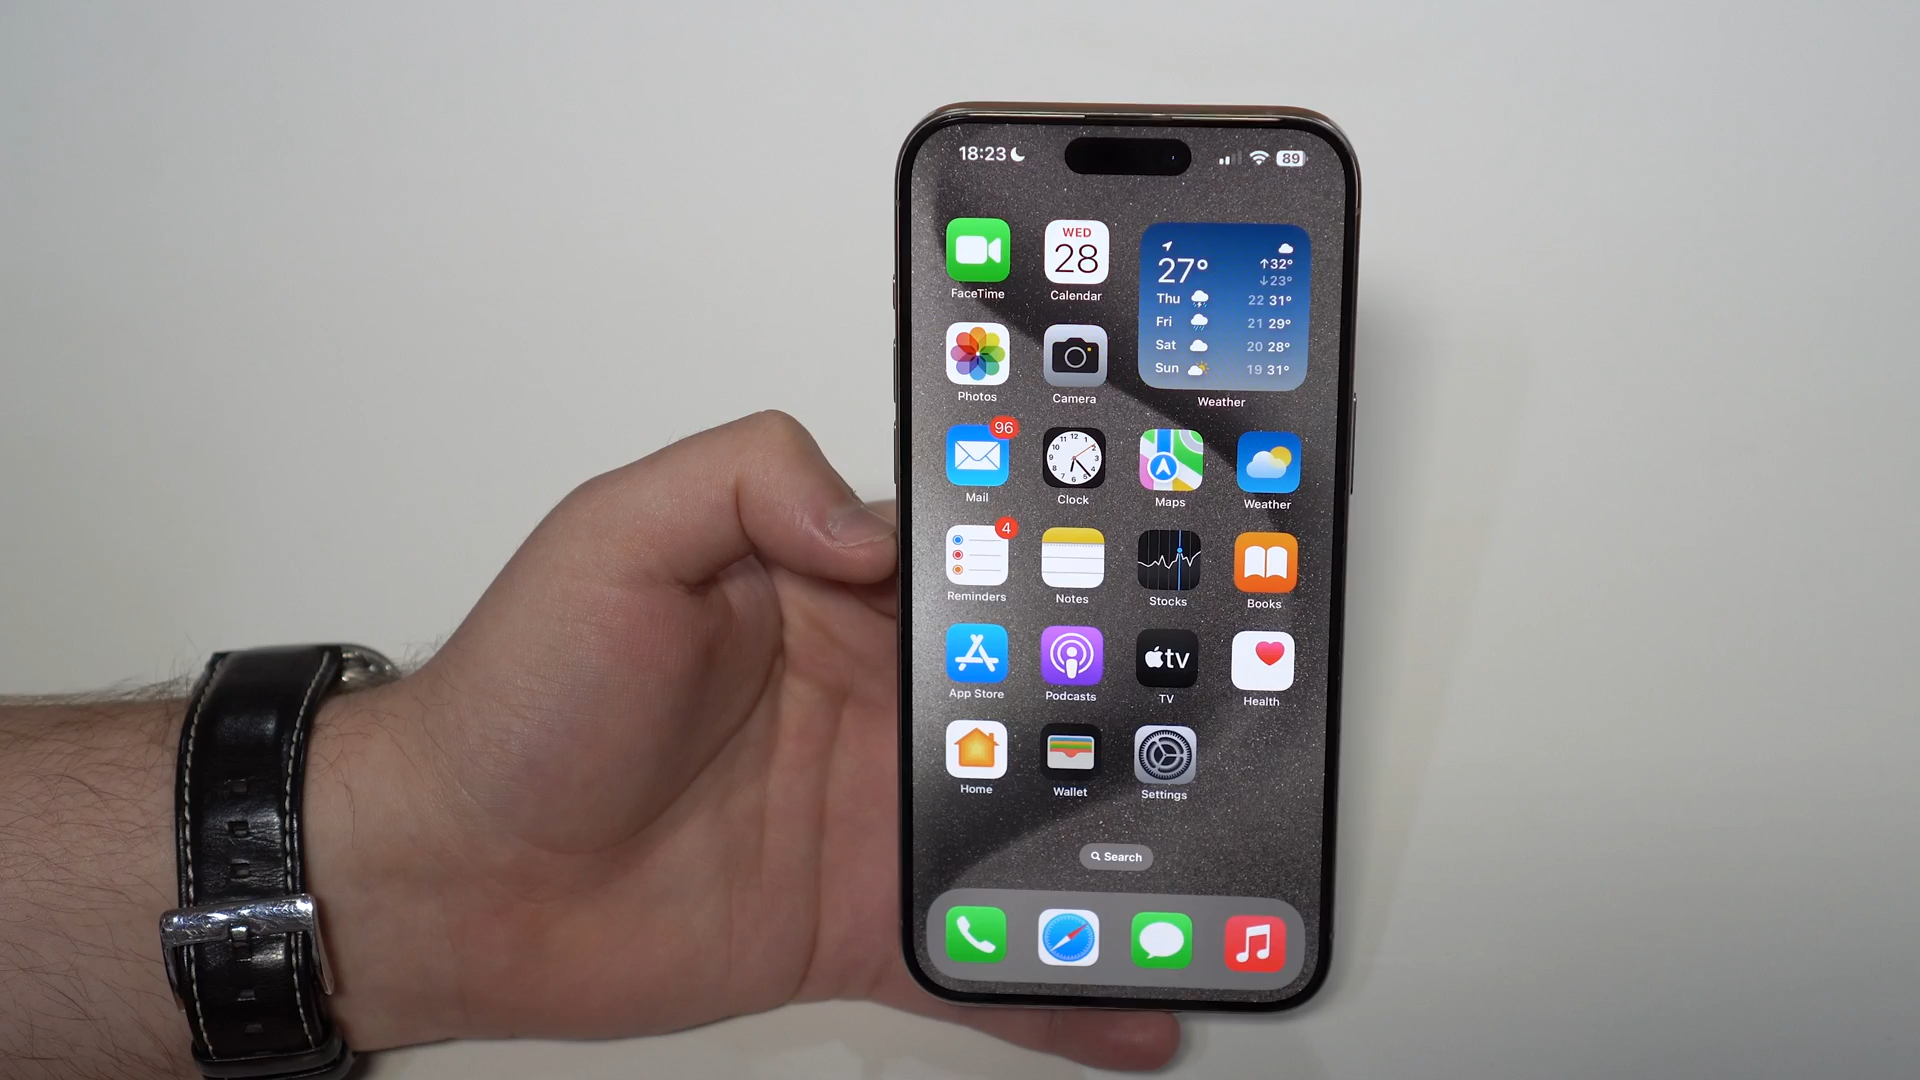 18:23
89
WED
28
FaceTime
Calendar
27°
↑32°
↓23°
Thu 22 31°
Fri 21 29°
Sat 20 28°
Sun 19 31°
Weather
Photos
Camera
96
Mail
Clock
Maps
Weather
4
Reminders
Notes
Stocks
Books
tv
App Store
Podcasts
TV
Health
Home
Wallet
Settings
Search